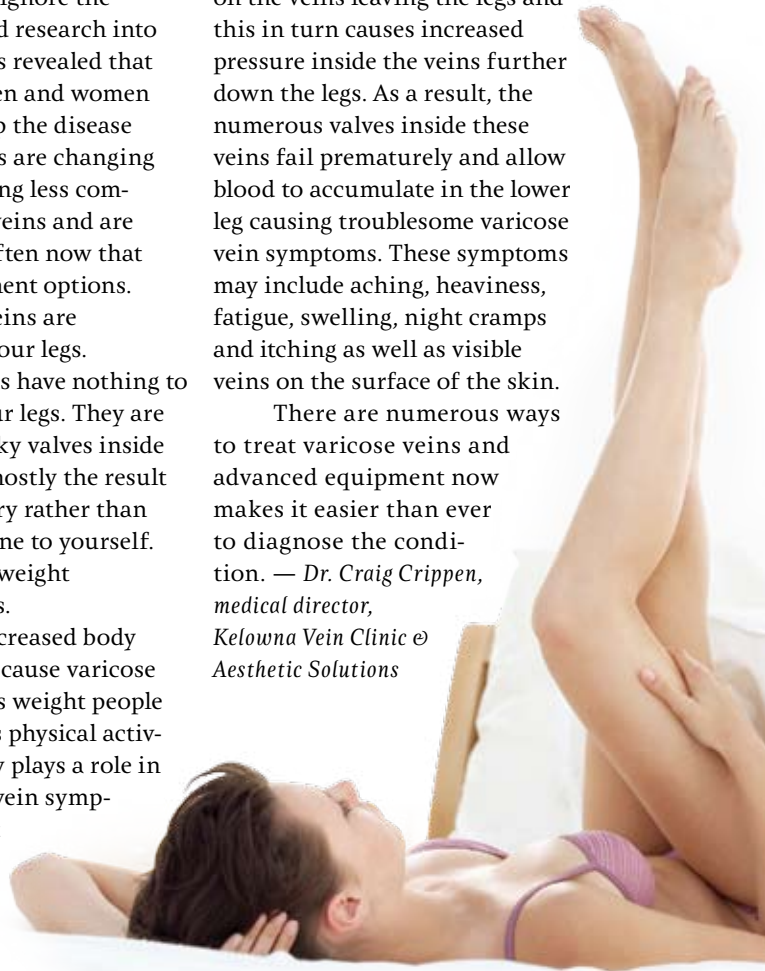 ignore the
d research into
s revealed that
en and women
the disease
s are changing
ng less com-
veins and are
ften now that
ent options.
eins are
our legs.
s have nothing to
ur legs. They are
ky valves inside
mostly the result
ry rather than
ne to yourself.
weight
s.
creased body
cause varicose
s weight people
s physical activ-
y plays a role in
vein symp-
on the veins leaving the legs and
this in turn causes increased
pressure inside the veins further
down the legs. As a result, the
numerous valves inside these
veins fail prematurely and allow
blood to accumulate in the lower
leg causing troublesome varicose
vein symptoms. These symptoms
may include aching, heaviness,
fatigue, swelling, night cramps
and itching as well as visible
veins on the surface of the skin.
There are numerous ways
to treat varicose veins and
advanced equipment now
makes it easier than ever
to diagnose the condi-
tion. — Dr. Craig Crippen,
medical director,
Kelowna Vein Clinic &
Aesthetic Solutions